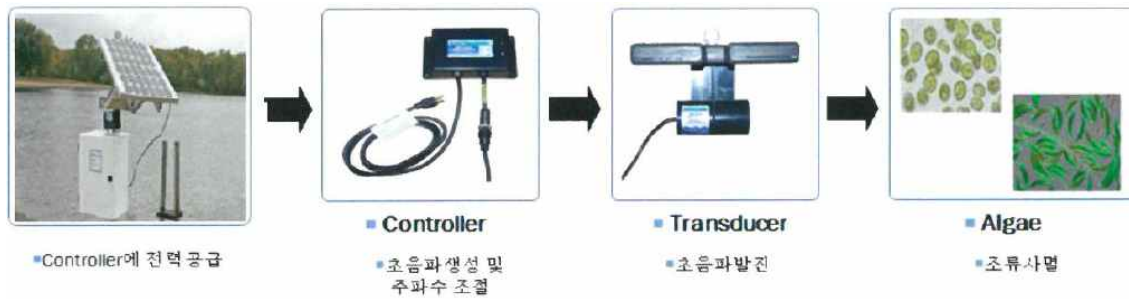 ▪Controller에 전력공급
▪ Controller
▪초음파생성 및
주파수 조절
▪ Transducer
▪초음파발진
▪ Algae
▪조류사멸